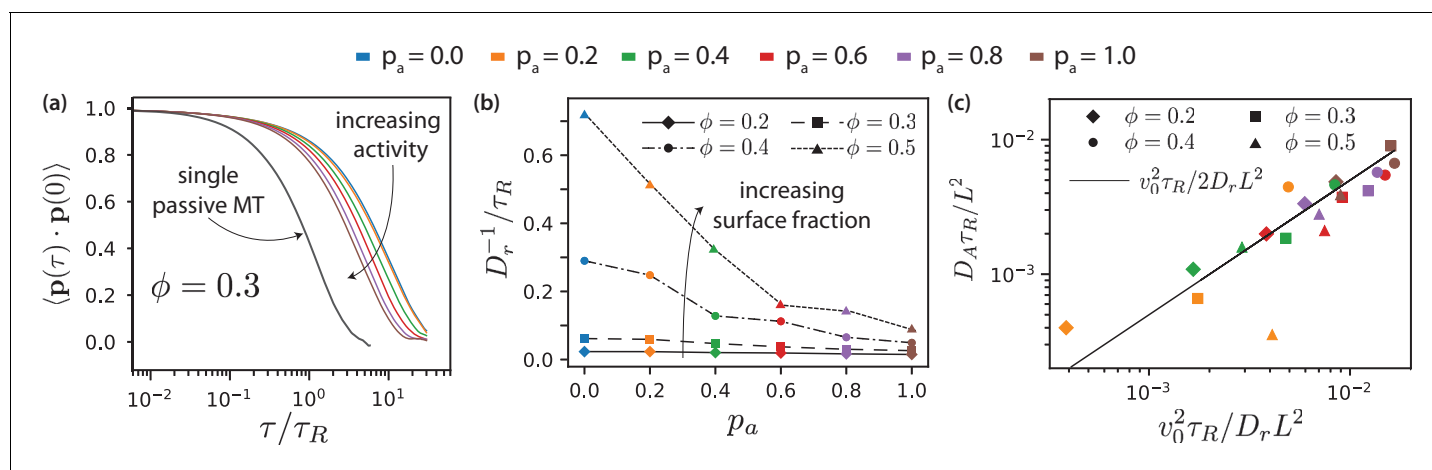 p_a = 0.0 p_a = 0.2 p_a = 0.4 p_a = 0.6 p_a = 0.8 p_a = 1.0
(a)
⟨p(τ) · p(0)⟩
1.0
0.8
0.6
0.4
0.2
0.0
increasing
activity
single
passive MT
ϕ = 0.3
10^-2 10^-1 10^0 10^1
τ/τ_R
(b)
D_r^-1/τ_R
0.6
0.4
0.2
0.0
ϕ = 0.2 ϕ = 0.3
ϕ = 0.4 ϕ = 0.5
increasing
surface fraction
0.0 0.2 0.4 0.6 0.8 1.0
p_a
(c)
D_A τ_R/L^2
10^-2
10^-3
ϕ = 0.2 ϕ = 0.3
ϕ = 0.4 ϕ = 0.5
v_0^2 τ_R/2D_r L^2
10^-3 10^-2
v_0^2 τ_R/D_r L^2